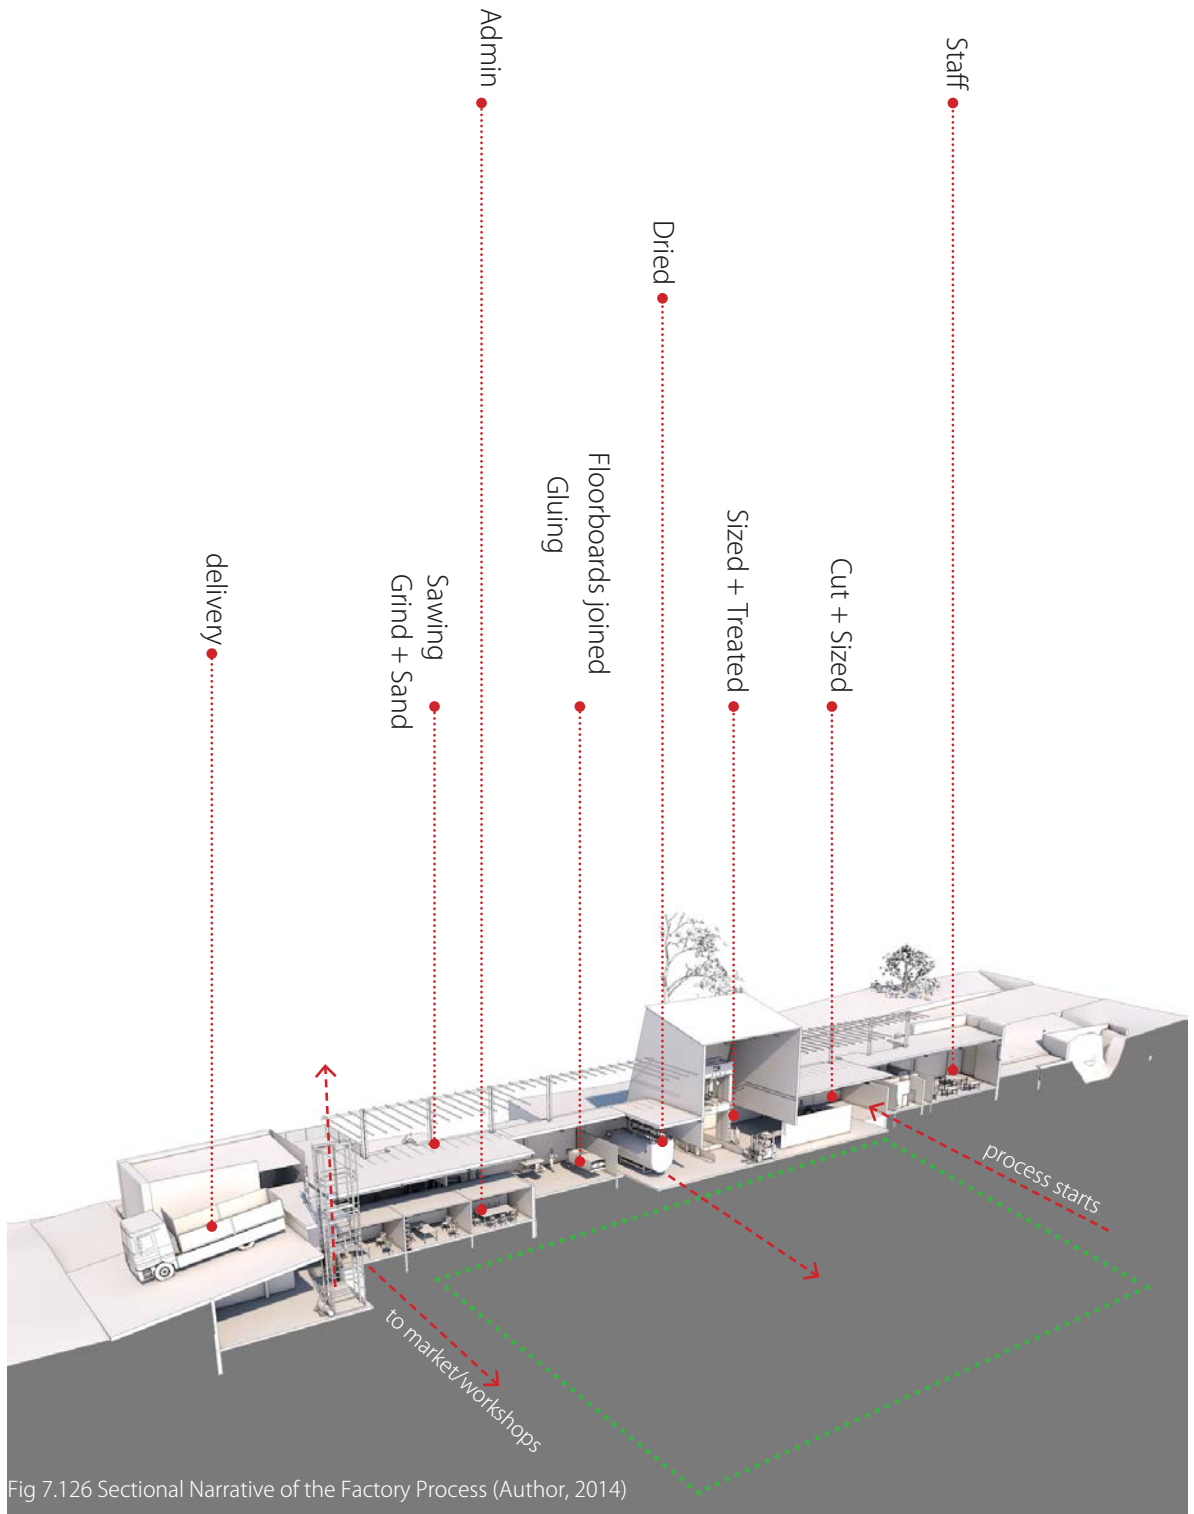 Admin
Staff
Dried
Floorboards joined
Gluing
Sized + Treated
Cut + Sized
delivery
Sawing
Grind + Sand
process starts
to market/workshops
Fig 7.126 Sectional Narrative of the Factory Process (Author, 2014)